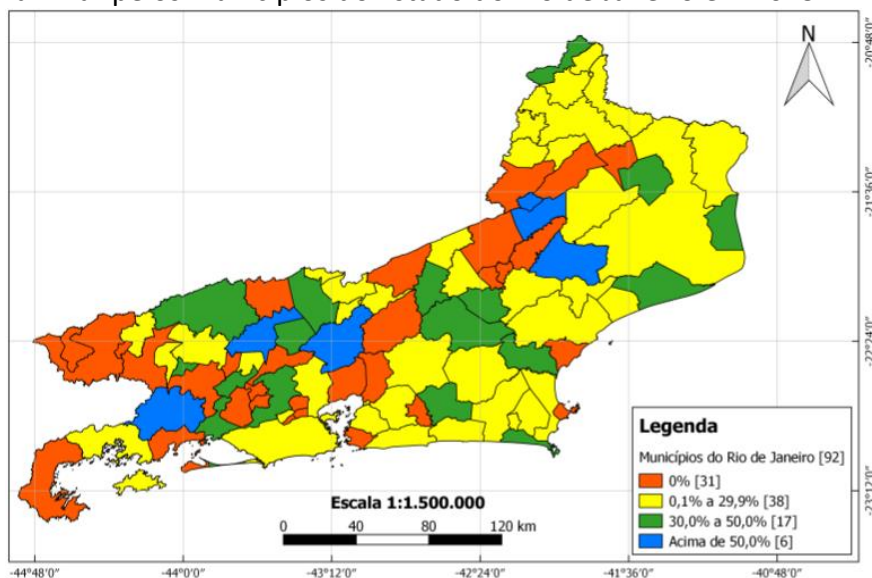 N
Legenda
Municípios do Rio de Janeiro [92]
0% [31]
0,1% a 29,9% [38]
30,0% a 50,0% [17]
Acima de 50,0% [6]
Escala 1:1.500.000
0 40 80 120 km
-44°48'0" -44°0'0" -43°12'0" -42°24'0" -41°36'0" -40°48'0"
-20°48'0"
-21°36'0"
-22°24'0"
-23°12'0"